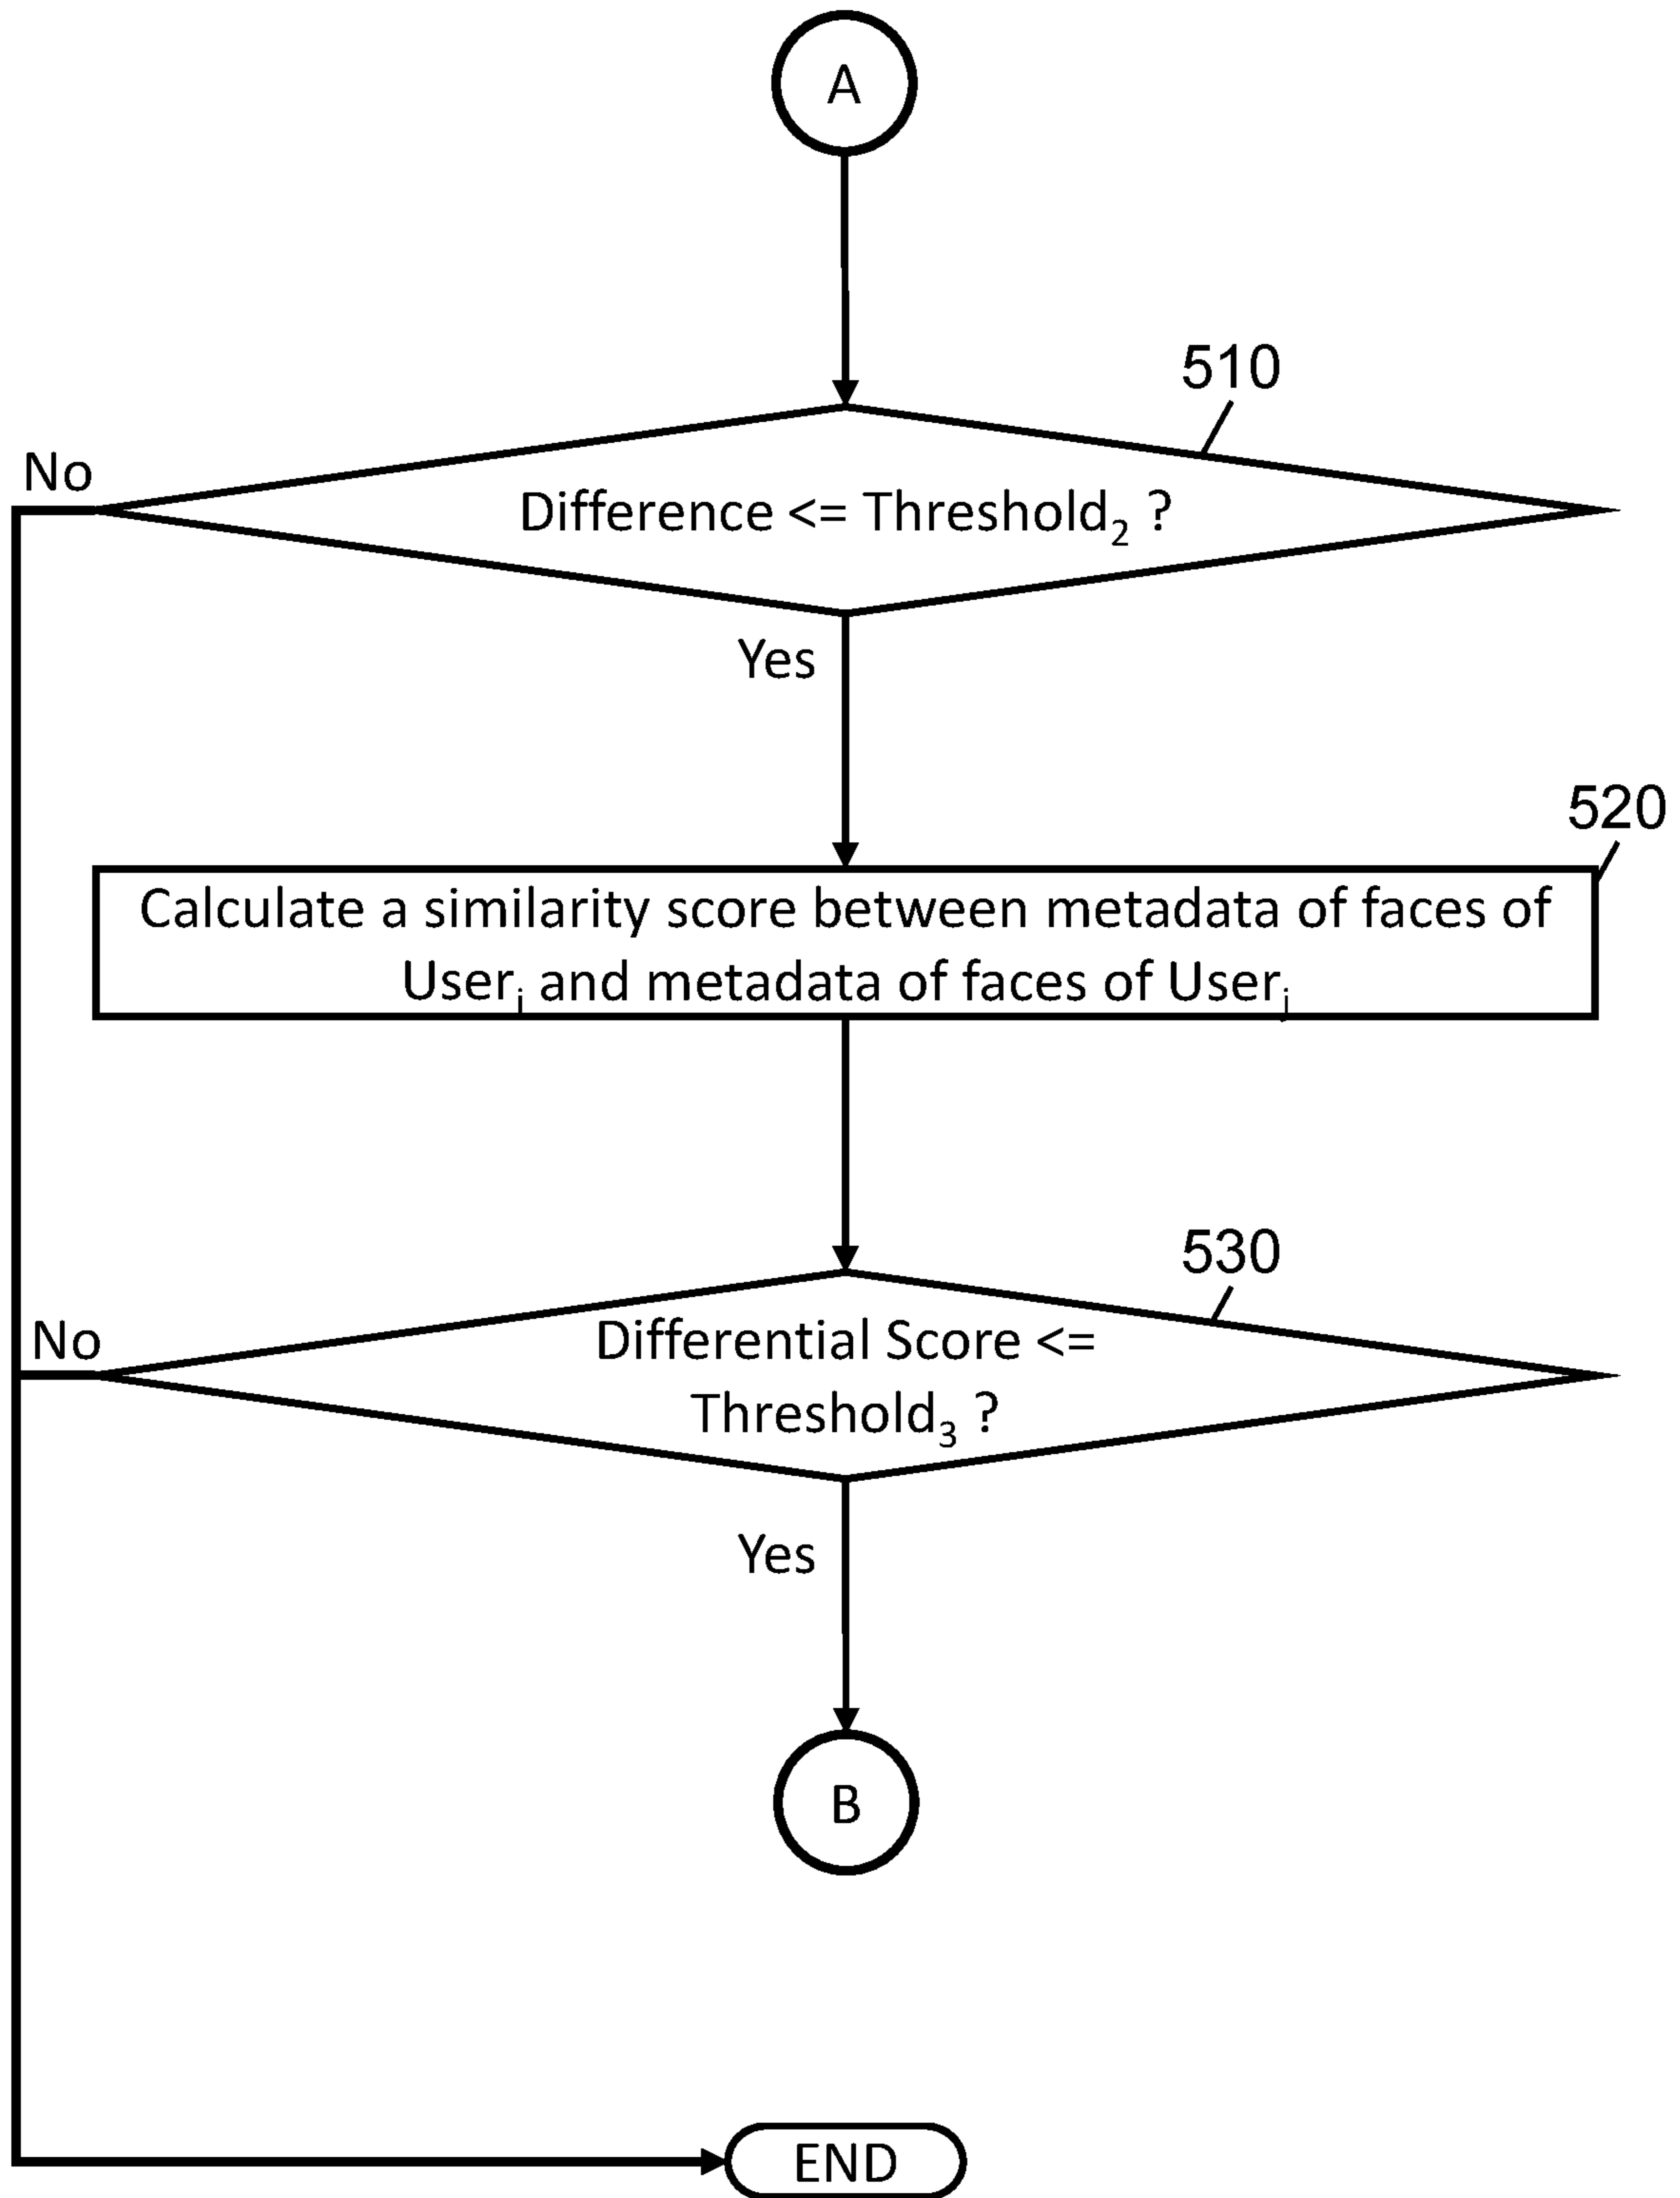 A
510
No
Difference <= Threshold₂ ?
Yes
520
Calculate a similarity score between metadata of faces of
Userᵢ and metadata of faces of Userⱼ
530
No
Differential Score <=
Threshold₃ ?
Yes
B
END